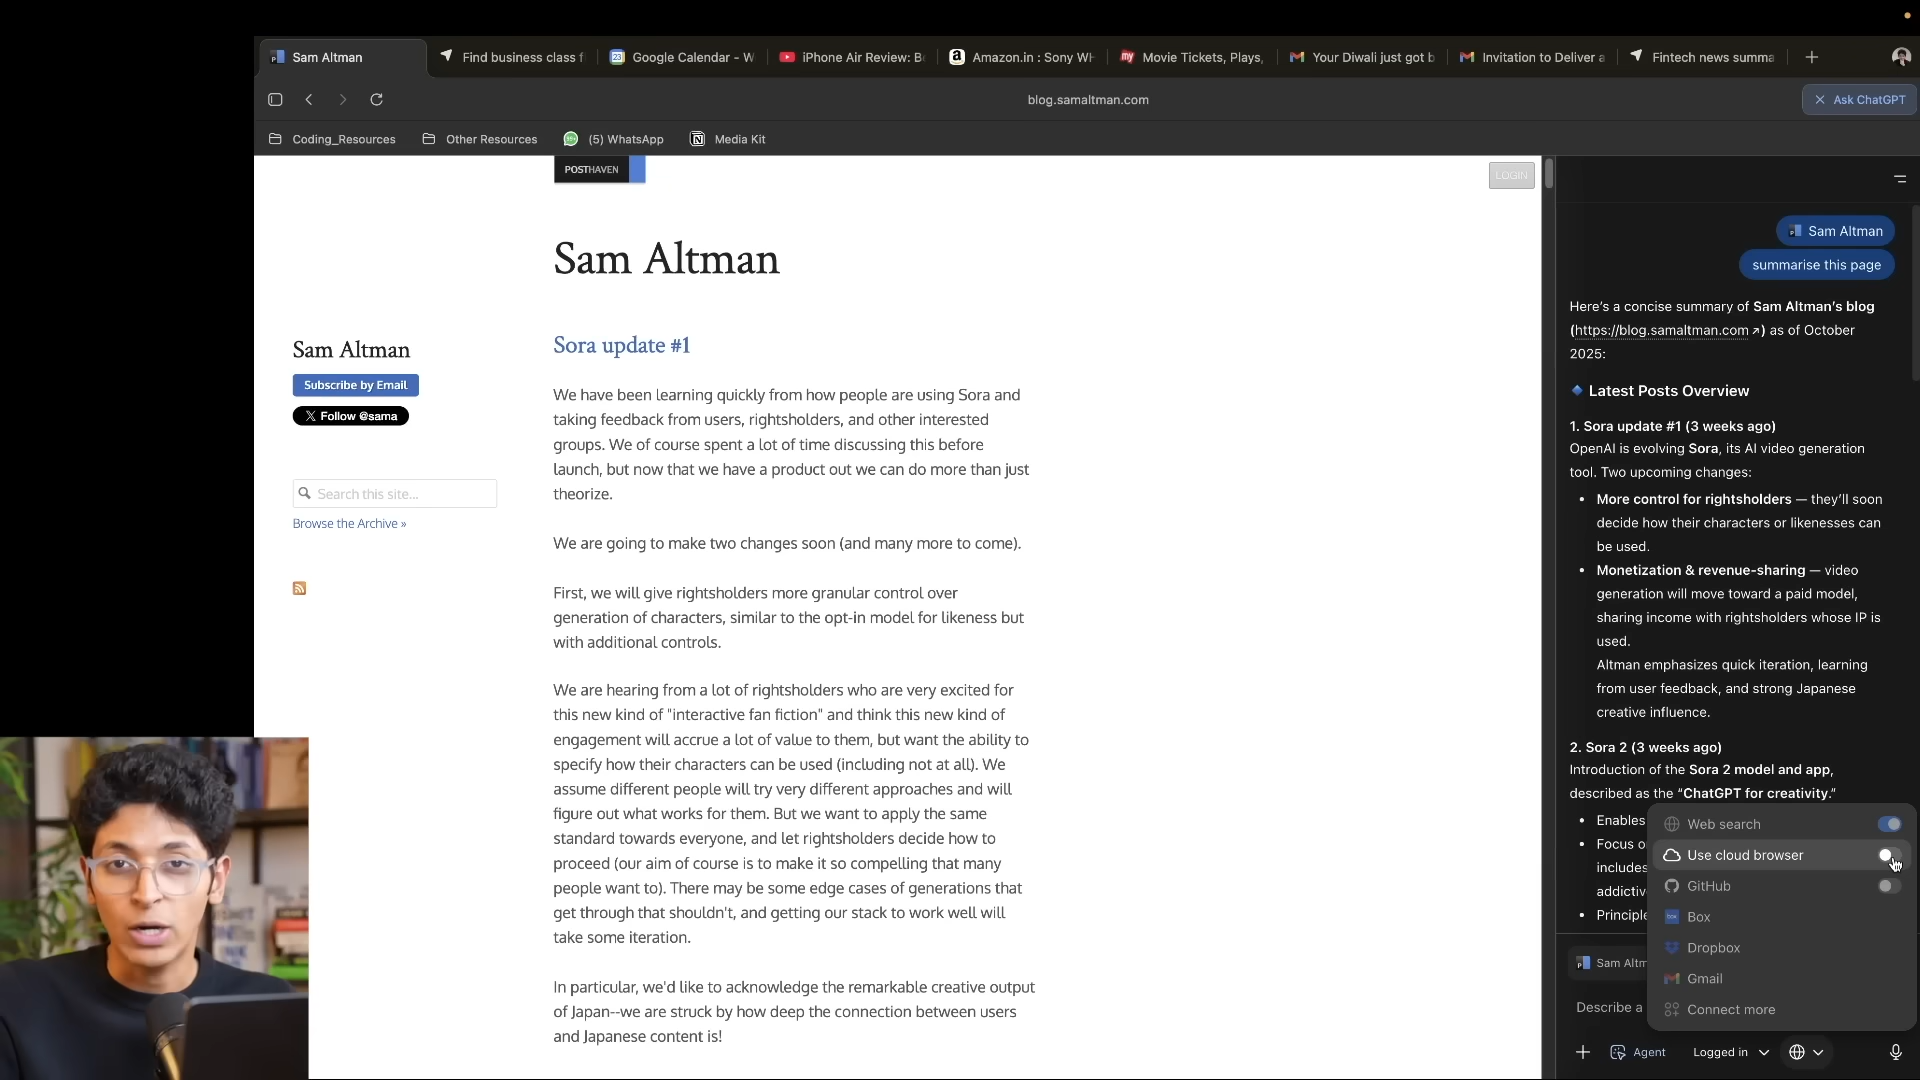 Sam Altman
Find business class f
Google Calendar - W
iPhone Air Review: B
Amazon.in : Sony WH
Movie Tickets, Plays,
Your Diwali just got b
Invitation to Deliver a
Fintech news summa
blog.samaltman.com
Ask ChatGPT
Coding_Resources
Other Resources
(5) WhatsApp
Media Kit
POSTHAVEN
LOGIN
Sam Altman
Sam Altman
Subscribe by Email
Follow @sama
Search this site...
Browse the Archive »
Sora update #1
We have been learning quickly from how people are using Sora and
taking feedback from users, rightsholders, and other interested
groups. We of course spent a lot of time discussing this before
launch, but now that we have a product out we can do more than just
theorize.
We are going to make two changes soon (and many more to come).
First, we will give rightsholders more granular control over
generation of characters, similar to the opt-in model for likeness but
with additional controls.
We are hearing from a lot of rightsholders who are very excited for
this new kind of "interactive fan fiction" and think this new kind of
engagement will accrue a lot of value to them, but want the ability to
specify how their characters can be used (including not at all). We
assume different people will try very different approaches and will
figure out what works for them. But we want to apply the same
standard towards everyone, and let rightsholders decide how to
proceed (our aim of course is to make it so compelling that many
people want to). There may be some edge cases of generations that
get through that shouldn't, and getting our stack to work well will
take some iteration.
In particular, we'd like to acknowledge the remarkable creative output
of Japan--we are struck by how deep the connection between users
and Japanese content is!
Sam Altman
summarise this page
Here's a concise summary of Sam Altman's blog
(https://blog.samaltman.com ↗) as of October
2025:
Latest Posts Overview
1. Sora update #1 (3 weeks ago)
OpenAI is evolving Sora, its AI video generation
tool. Two upcoming changes:
• More control for rightsholders — they'll soon
decide how their characters or likenesses can
be used.
• Monetization & revenue-sharing — video
generation will move toward a paid model,
sharing income with rightsholders whose IP is
used.
Altman emphasizes quick iteration, learning
from user feedback, and strong Japanese
creative influence.
2. Sora 2 (3 weeks ago)
Introduction of the Sora 2 model and app,
described as the “ChatGPT for creativity.”
• Enables
• Focus o
includes
addictiv
• Principle
Web search
Use cloud browser
GitHub
Box
Dropbox
Gmail
Connect more
Sam Altm
Describe a
Agent
Logged in